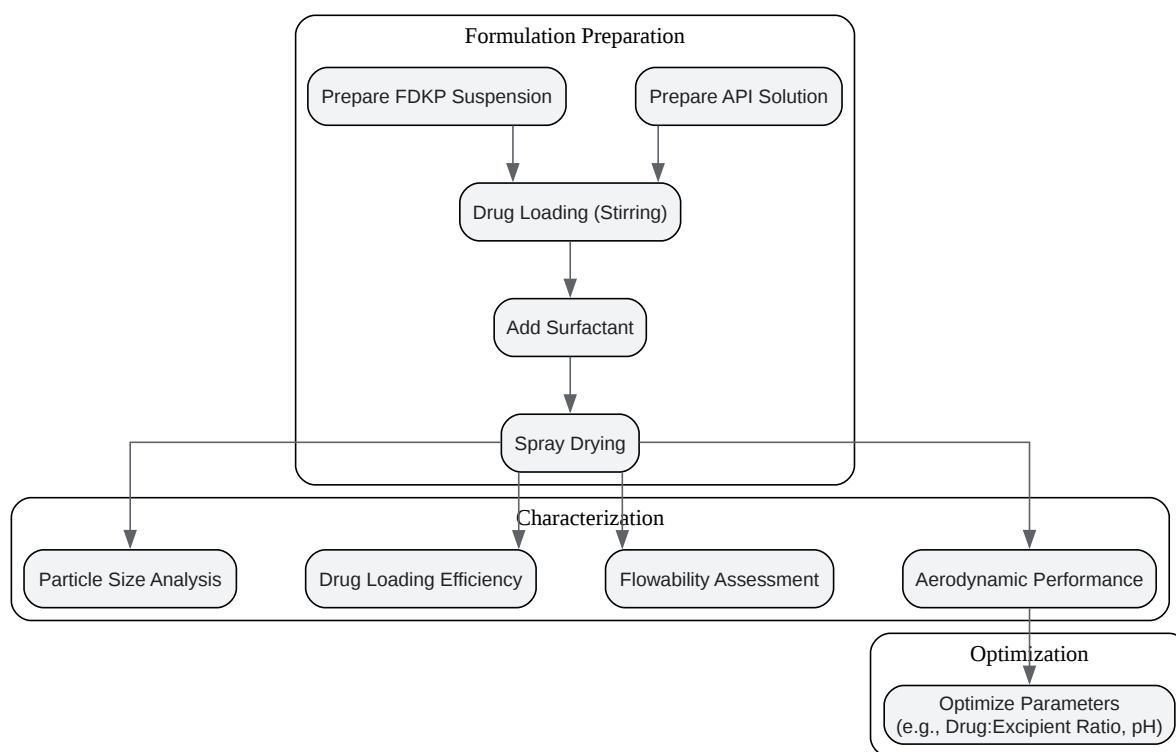 Formulation Preparation
Prepare FDKP Suspension
Prepare API Solution
Drug Loading (Stirring)
Add Surfactant
Spray Drying
Characterization
Particle Size Analysis
Drug Loading Efficiency
Flowability Assessment
Aerodynamic Performance
Optimization
Optimize Parameters
(e.g., Drug:Excipient Ratio, pH)